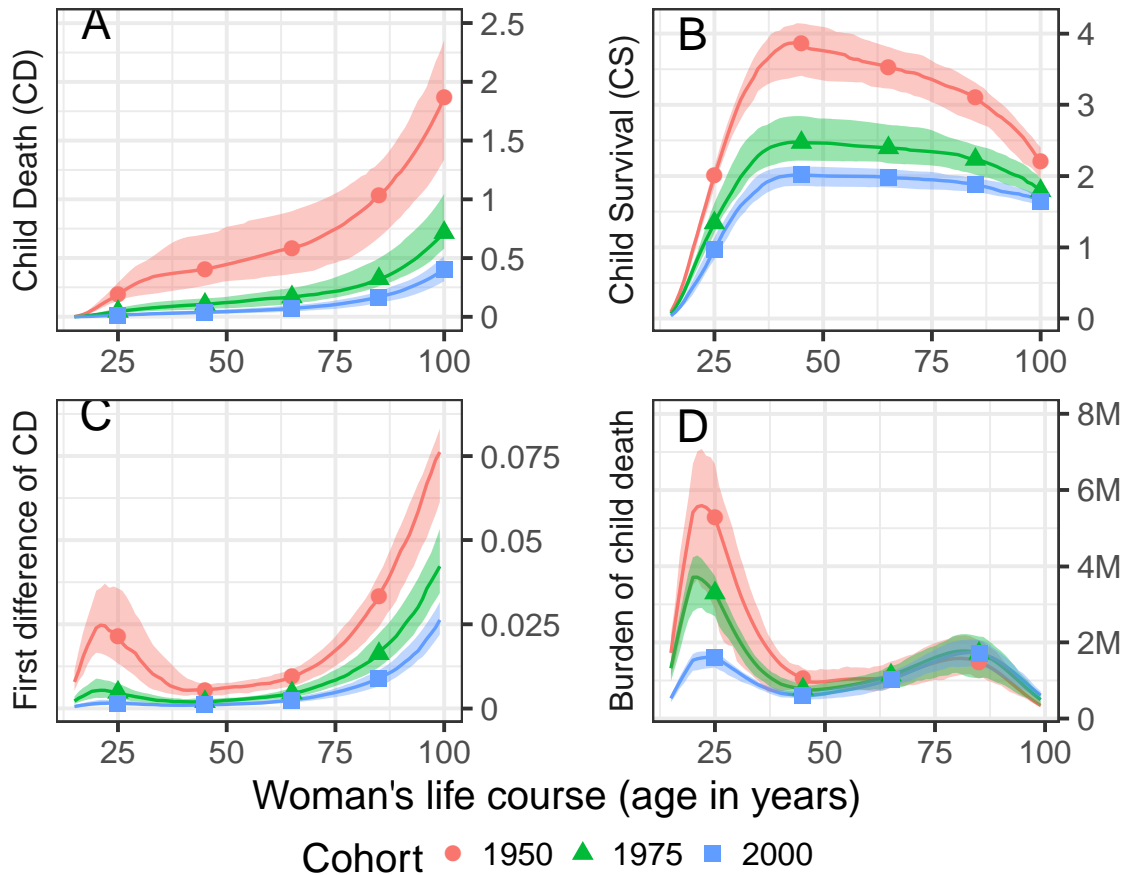 A
Child Death (CD)
2.5
2
1.5
1
0.5
0
25 50 75 100
B
Child Survival (CS)
4
3
2
1
0
25 50 75 100
C
First difference of CD
0.075
0.05
0.025
0
25 50 75 100
D
Burden of child death
8M
6M
4M
2M
0
25 50 75 100
Woman's life course (age in years)
Cohort 1950 1975 2000